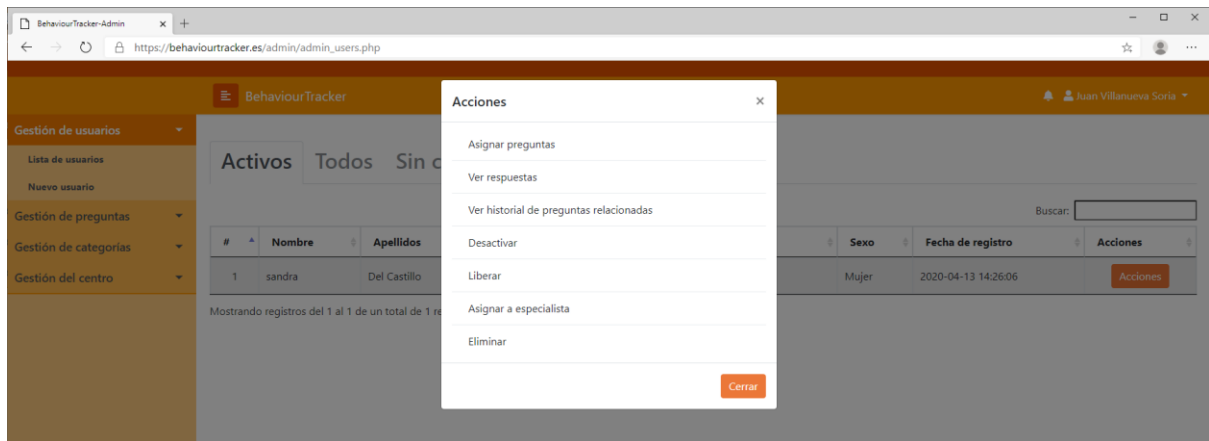 BehaviourTracker-Admin
https://behaviourtracker.es/admin/admin_users.php
BehaviourTracker
Juan Villanueva Soria
Gestión de usuarios
Lista de usuarios
Nuevo usuario
Gestión de preguntas
Gestión de categorías
Gestión del centro
Activos Todos Sin
Buscar:
# Nombre Apellidos Sexo Fecha de registro Acciones
1 sandra Del Castillo Mujer 2020-04-13 14:26:06 Acciones
Mostrando registros del 1 al 1 de un total de 1
Acciones ×
Asignar preguntas
Ver respuestas
Ver historial de preguntas relacionadas
Desactivar
Liberar
Asignar a especialista
Eliminar
Cerrar